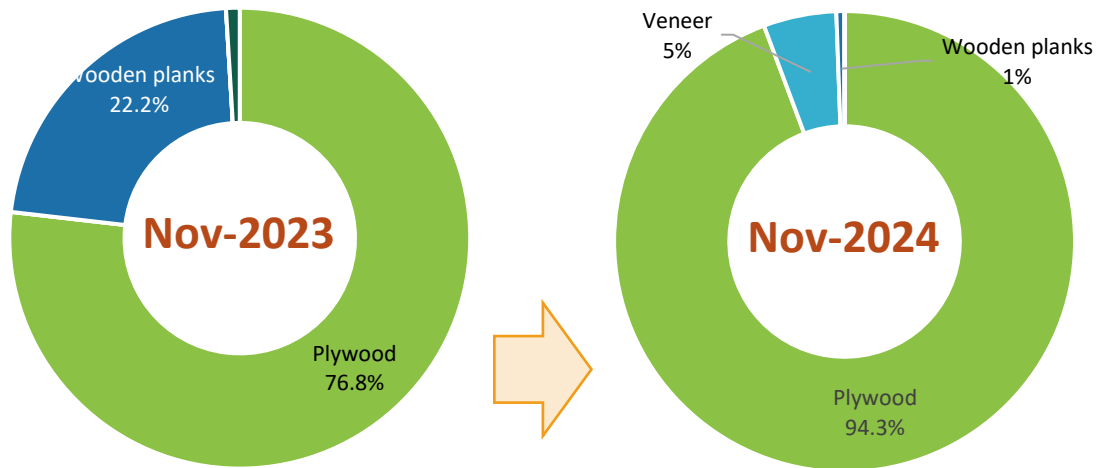 Wooden planks
22.2%
Nov-2023
Plywood
76.8%
Veneer
5%
Wooden planks
1%
Nov-2024
Plywood
94.3%